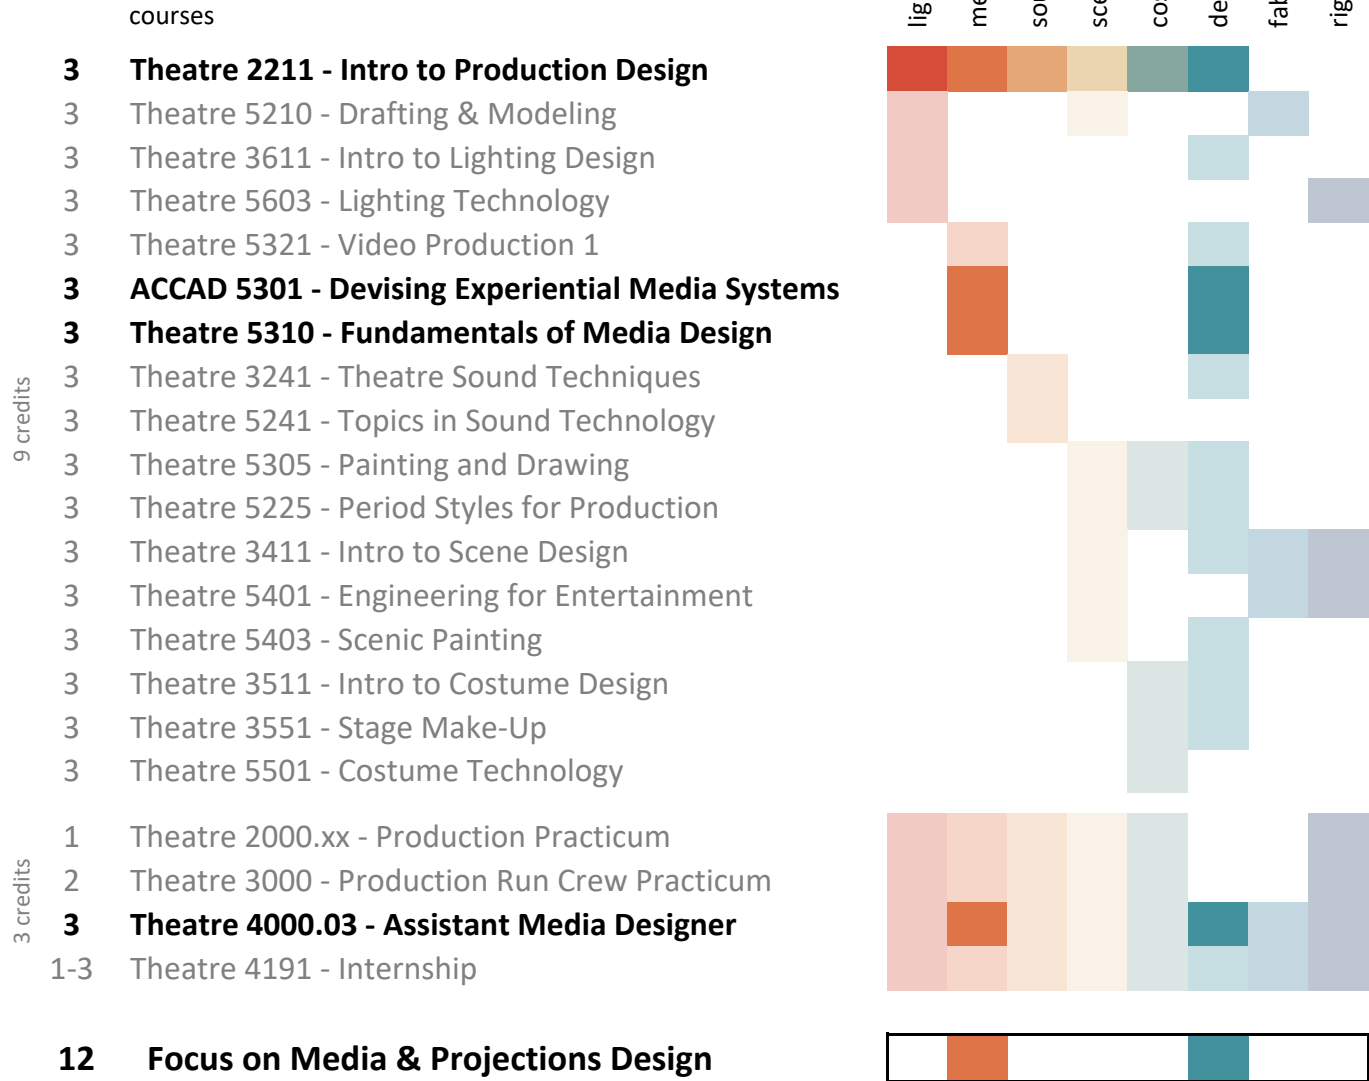 courses
3 Theatre 2211 - Intro to Production Design
3 Theatre 5210 - Drafting & Modeling
3 Theatre 3611 - Intro to Lighting Design
3 Theatre 5603 - Lighting Technology
3 Theatre 5321 - Video Production 1
3 ACCAD 5301 - Devising Experiential Media Systems
3 Theatre 5310 - Fundamentals of Media Design
3 Theatre 3241 - Theatre Sound Techniques
9 credits
3 Theatre 5241 - Topics in Sound Technology
3 Theatre 5305 - Painting and Drawing
3 Theatre 5225 - Period Styles for Production
3 Theatre 3411 - Intro to Scene Design
3 Theatre 5401 - Engineering for Entertainment
3 Theatre 5403 - Scenic Painting
3 Theatre 3511 - Intro to Costume Design
3 Theatre 3551 - Stage Make-Up
3 Theatre 5501 - Costume Technology
1 Theatre 2000.xx - Production Practicum
3 credits
2 Theatre 3000 - Production Run Crew Practicum
3 Theatre 4000.03 - Assistant Media Designer
1-3 Theatre 4191 - Internship
12 Focus on Media & Projections Design